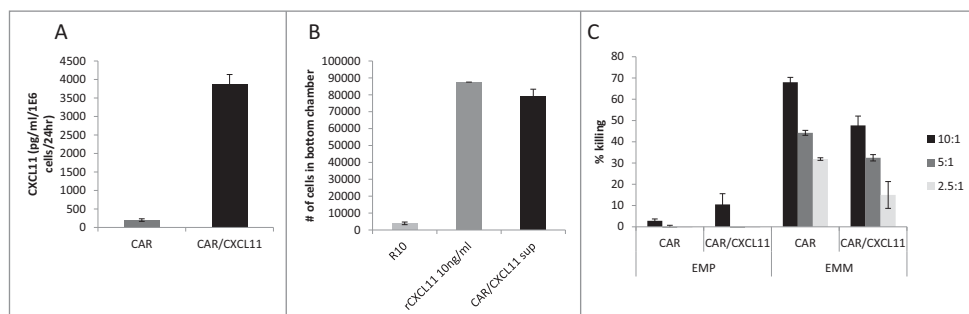 A
CXCL11 (pg/ml/1E6
cells/24hr)
4500
4000
3500
3000
2500
2000
1500
1000
500
0
CAR
CAR/CXCL11
B
# of cells in bottom chamber
100000
90000
80000
70000
60000
50000
40000
30000
20000
10000
0
R10
rCXCL11 10ng/ml
CAR/CXCL11 sup
C
% killing
80
70
60
50
40
30
20
10
0
CAR
CAR/CXCL11
CAR
CAR/CXCL11
EMP
EMM
10:1
5:1
2.5:1